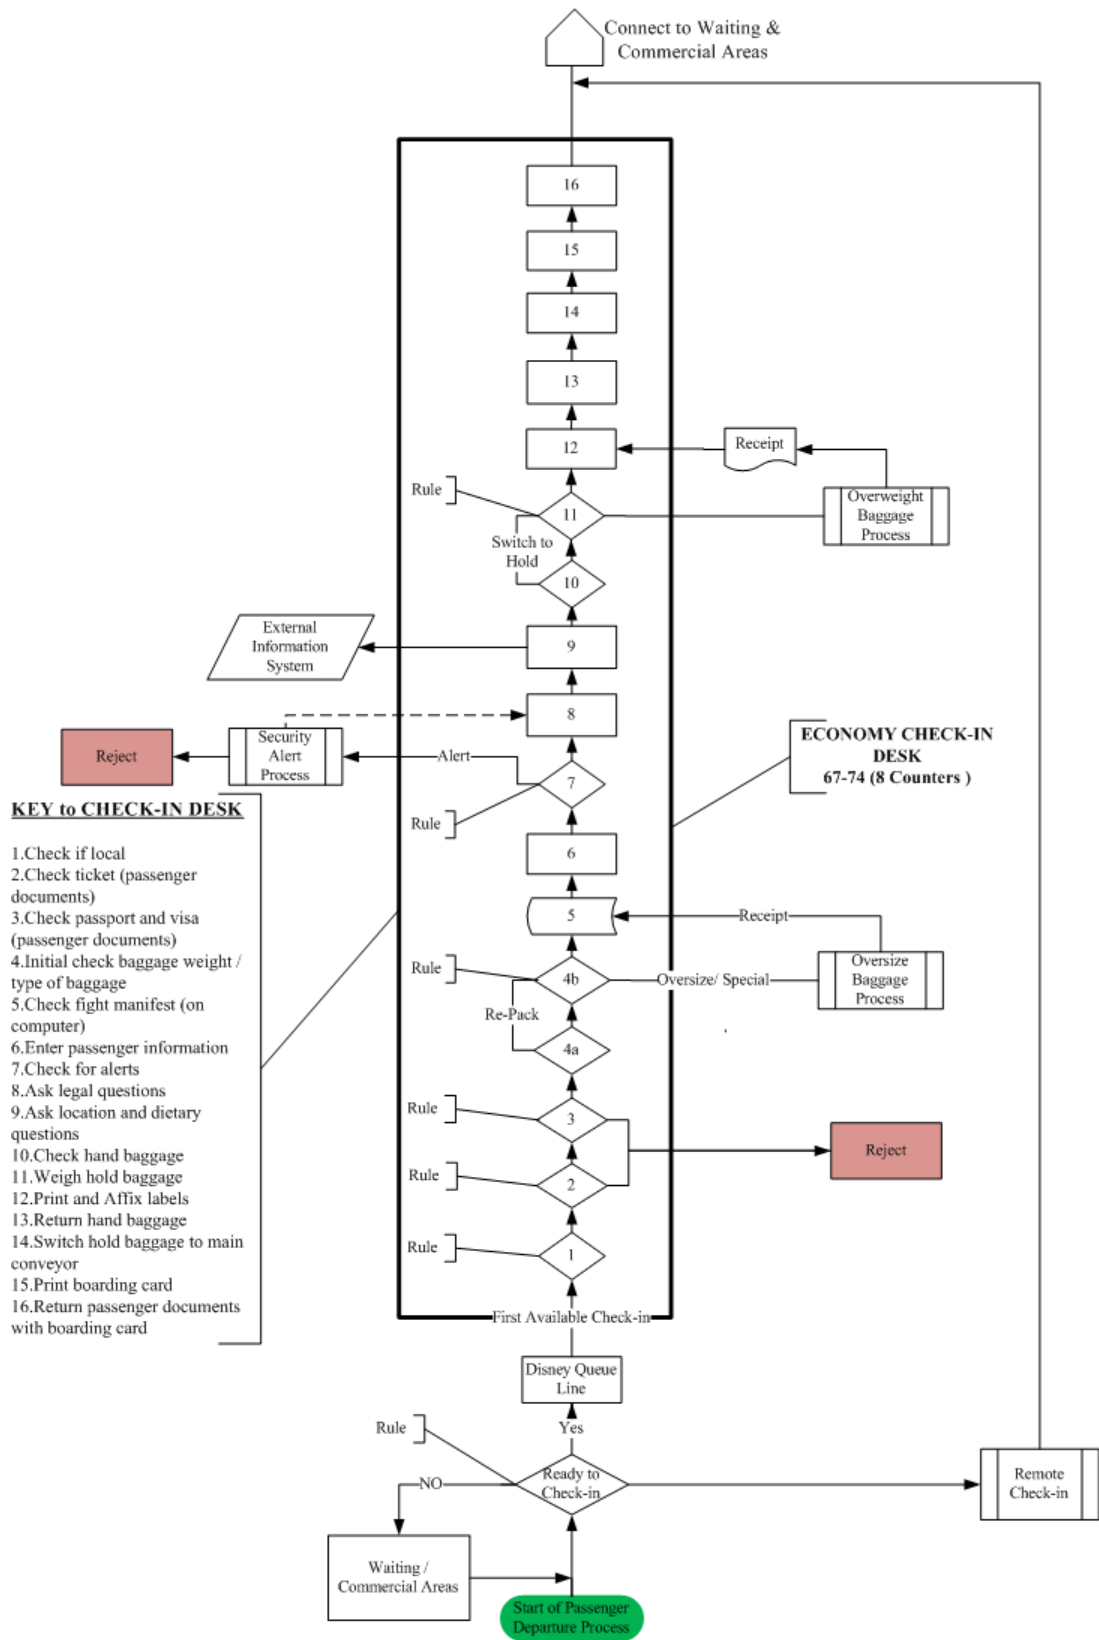 Connect to Waiting &
Commercial Areas
16
15
14
13
12
Receipt
Rule
11
Overweight
Baggage
Process
Switch to
Hold
10
External
Information
System
9
8
Reject
Security
Alert
Process
Alert
7
ECONOMY CHECK-IN
DESK
67-74 (8 Counters )
Rule
6
KEY to CHECK-IN DESK
1.Check if local
2.Check ticket (passenger
documents)
3.Check passport and visa
(passenger documents)
4.Initial check baggage weight /
type of baggage
5.Check fight manifest (on
computer)
6.Enter passenger information
7.Check for alerts
8.Ask legal questions
9.Ask location and dietary
questions
10.Check hand baggage
11.Weigh hold baggage
12.Print and Affix labels
13.Return hand baggage
14.Switch hold baggage to main
conveyor
15.Print boarding card
16.Return passenger documents
with boarding card
5
Receipt
Rule
4b
Oversize/ Special
Oversize
Baggage
Process
Re-Pack
4a
Rule
3
Reject
Rule
2
Rule
1
First Available Check-in
Disney Queue
Line
Yes
Rule
Ready to
Check-in
NO
Remote
Check-in
Waiting /
Commercial Areas
Start of Passenger
Departure Process